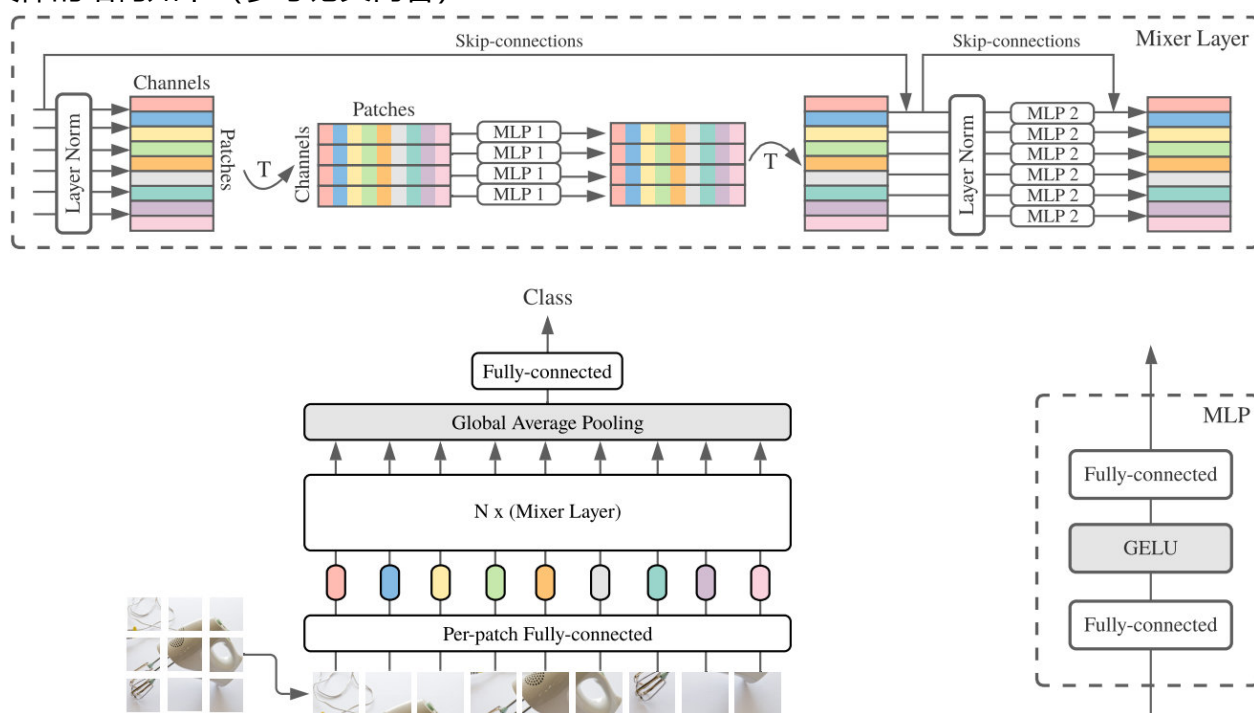 Skip-connections
Skip-connections
Mixer Layer
Channels
Patches
Layer Norm
Patches
T
Channels
MLP 1
MLP 1
MLP 1
MLP 1
T
Layer Norm
MLP 2
MLP 2
MLP 2
MLP 2
MLP 2
MLP 2
Class
Fully-connected
Global Average Pooling
N x (Mixer Layer)
Per-patch Fully-connected
MLP
Fully-connected
GELU
Fully-connected